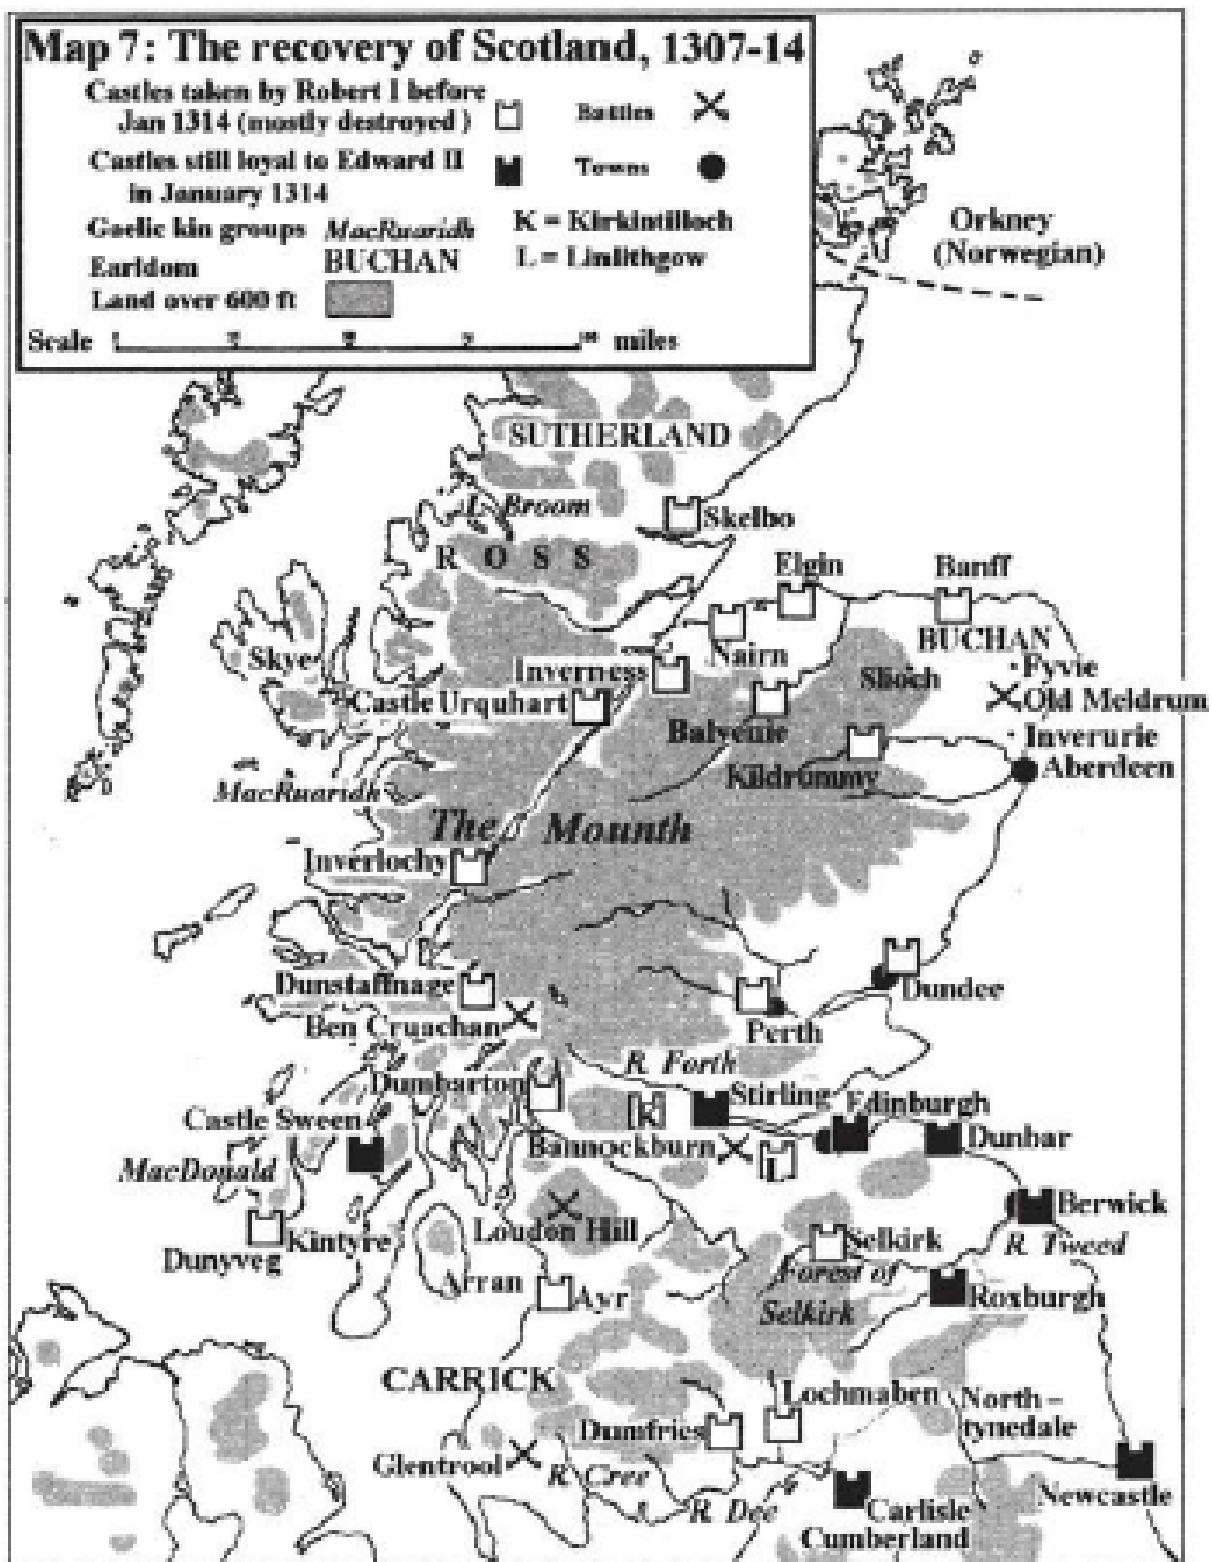 Map 7: The recovery of Scotland, 1307-14
Castles taken by Robert I before
Jan 1314 (mostly destroyed)
Battles
Castles still loyal to Edward II
in January 1314
Towns
Gaelic kin groups MacRuaridh
K = Kirkintilloch
Earldom BUCHAN
L = Linlithgow
Land over 600 ft
Scale
miles
Orkney
(Norwegian)
SUTHERLAND
L. Broom
Skelbo
ROSS
Elgin
Banff
BUCHAN
Nairn
Skye
Inverness
Slioch
Fyvie
Castle Urquhart
Old Meldrum
Balvenie
Inverurie
Kildrummy
Aberdeen
MacRuaridh
The Mounth
Inverlochy
Dunstaffnage
Dundee
Ben Cruachan
Perth
R. Forth
Dumbarton
K
Stirling
Edinburgh
Castle Sween
Bannockburn
L
Dunbar
MacDonald
Berwick
Loudon Hill
Dunyveg
Kintyre
Selkirk
R. Tweed
Arran
Ayr
Forest of
Selkirk
Roxburgh
CARRICK
Lochmaben
North-
tynedale
Dumfries
Glentrool
R. Cree
R. Dee
Carlisle
Newcastle
Cumberland